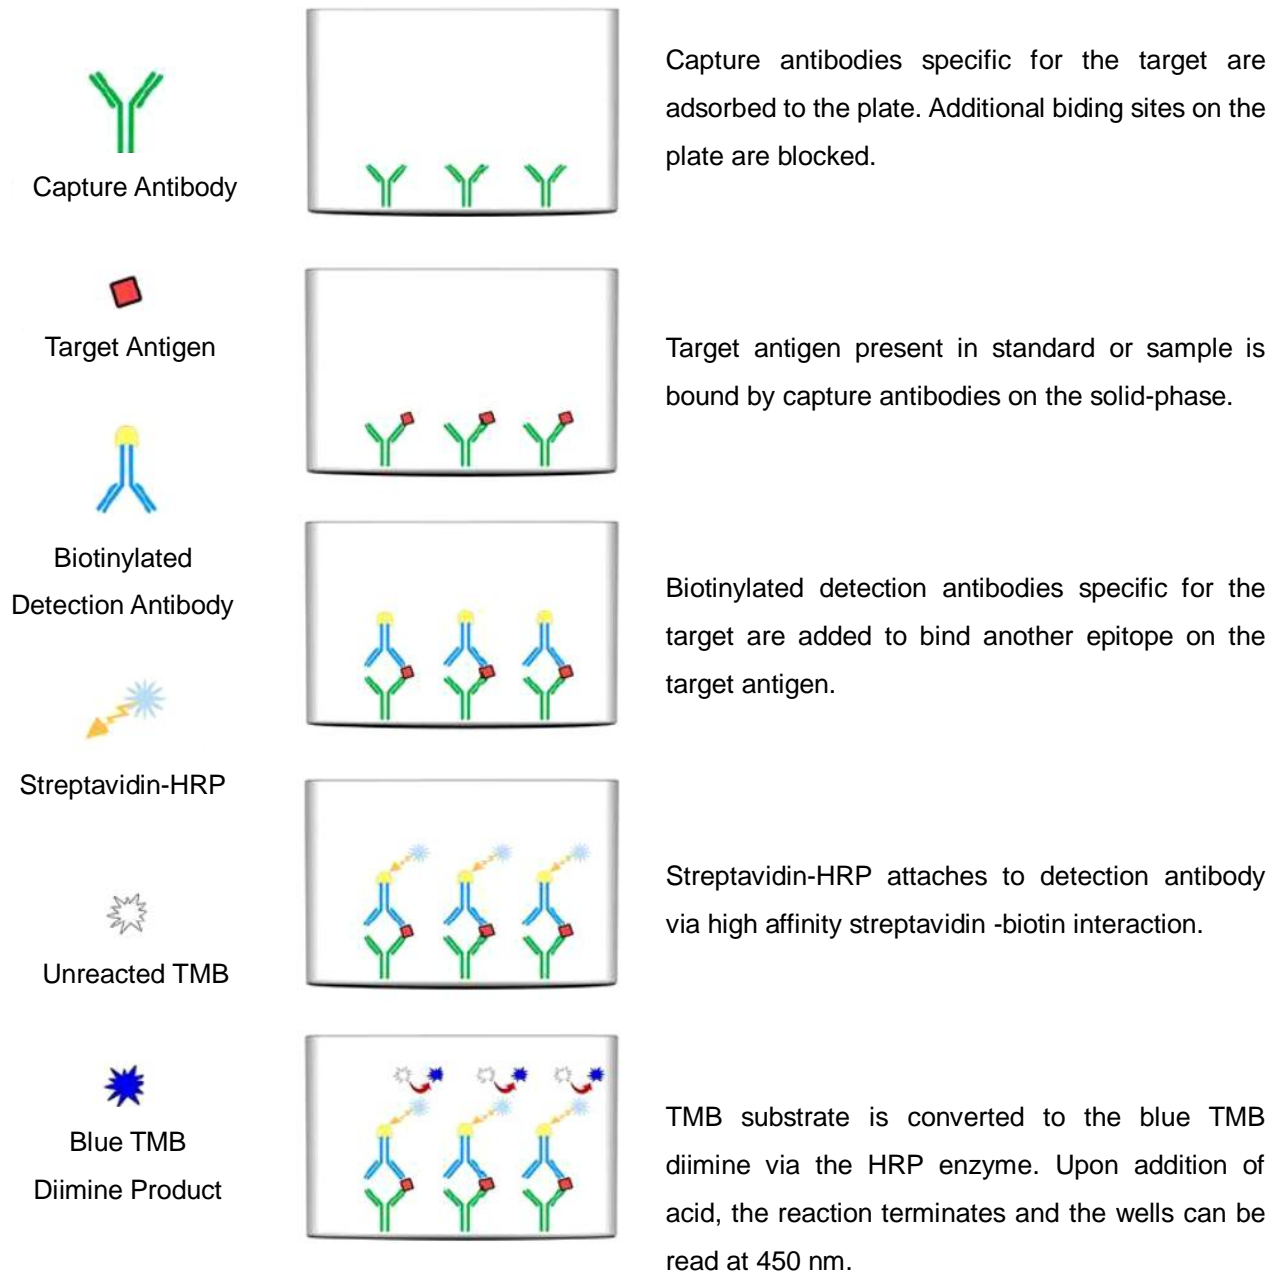 Capture Antibody
Target Antigen
Biotinylated
Detection Antibody
Streptavidin-HRP
Unreacted TMB
Blue TMB
Diimine Product
Capture antibodies specific for the target are
adsorbed to the plate. Additional biding sites on the
plate are blocked.
Target antigen present in standard or sample is
bound by capture antibodies on the solid-phase.
Biotinylated detection antibodies specific for the
target are added to bind another epitope on the
target antigen.
Streptavidin-HRP attaches to detection antibody
via high affinity streptavidin -biotin interaction.
TMB substrate is converted to the blue TMB
diimine via the HRP enzyme. Upon addition of
acid, the reaction terminates and the wells can be
read at 450 nm.